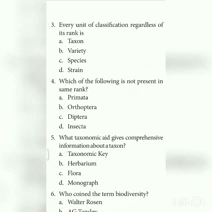 3. Every unit of classification regardless of
its rank is
a. Taxon
b. Variety
c. Species
d. Strain
4. Which of the following is not present in
same rank?
a. Primata
b. Orthoptera
c. Diptera
d. Insecta
5. What taxonomic aid gives comprehensive
information about a taxon?
a. Taxonomic Key
b. Herbarium
c. Flora
d. Monograph
6. Who coined the term biodiversity?
a. Walter Rosen
b. AG Tansley